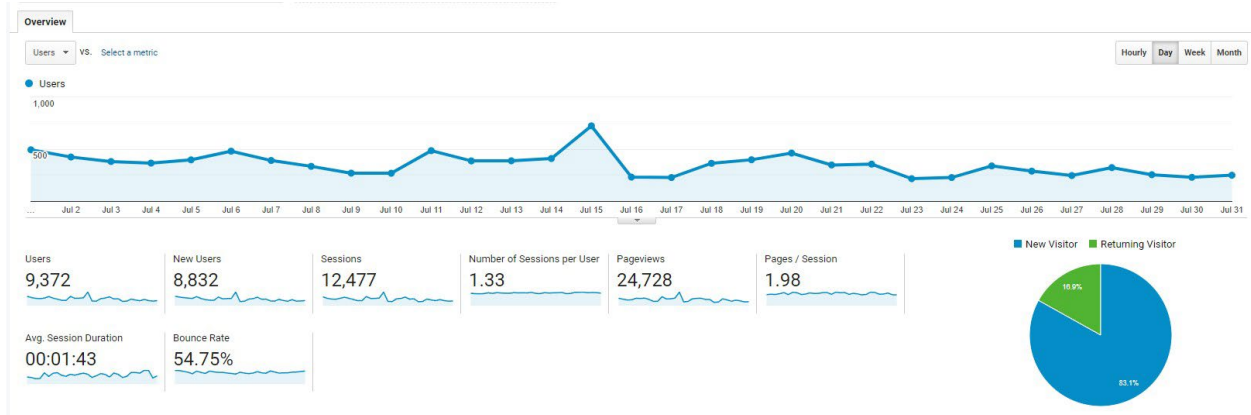 Overview
Users VS. Select a metric
Hourly Day Week Month
Users
1,000
500
... Jul 2 Jul 3 Jul 4 Jul 5 Jul 6 Jul 7 Jul 8 Jul 9 Jul 10 Jul 11 Jul 12 Jul 13 Jul 14 Jul 15 Jul 16 Jul 17 Jul 18 Jul 19 Jul 20 Jul 21 Jul 22 Jul 23 Jul 24 Jul 25 Jul 26 Jul 27 Jul 28 Jul 29 Jul 30 Jul 31
New Visitor Returning Visitor
Users New Users Sessions Number of Sessions per User Pageviews Pages / Session
9,372 8,832 12,477 1.33 24,728 1.98
16.9%
Avg. Session Duration Bounce Rate
00:01:43 54.75%
83.1%